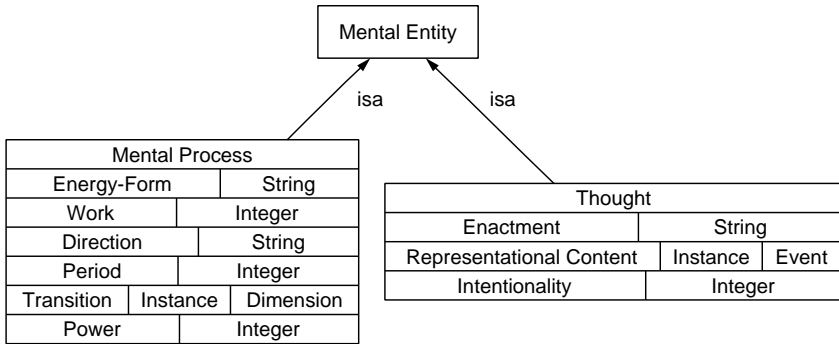 Mental Entity
isa isa
Mental Process
Energy-Form String
Work Integer
Direction String
Period Integer
Transition Instance Dimension
Power Integer
Thought
Enactment String
Representational Content Instance Event
Intentionality Integer